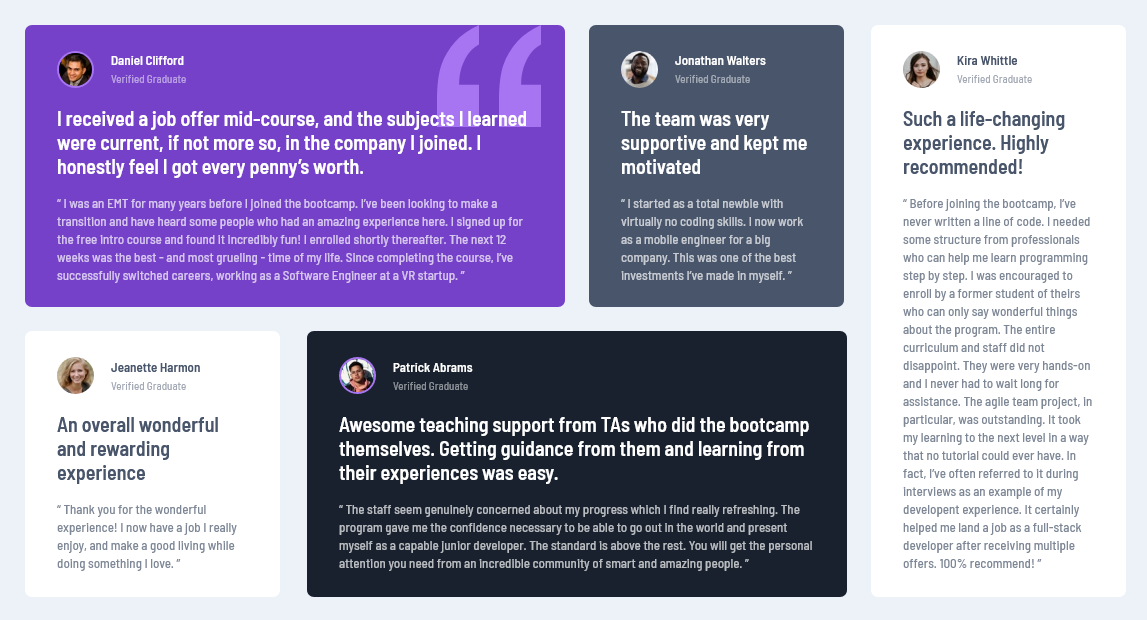 Daniel Clifford
Verified Graduate
I received a job offer mid-course, and the subjects I learned
were current, if not more so, in the company I joined. I
honestly feel I got every penny’s worth.
“ I was an EMT for many years before I joined the bootcamp. I’ve been looking to make a
transition and have heard some people who had an amazing experience here. I signed up for
the free intro course and found it incredibly fun! I enrolled shortly thereafter. The next 12
weeks was the best - and most grueling - time of my life. Since completing the course, I’ve
successfully switched careers, working as a Software Engineer at a VR startup. ”
Jonathan Walters
Verified Graduate
The team was very
supportive and kept me
motivated
“ I started as a total newbie with
virtually no coding skills. I now work
as a mobile engineer for a big
company. This was one of the best
investments I’ve made in myself. ”
Kira Whittle
Verified Graduate
Such a life-changing
experience. Highly
recommended!
“ Before joining the bootcamp, I’ve
never written a line of code. I needed
some structure from professionals
who can help me learn programming
step by step. I was encouraged to
enroll by a former student of theirs
who can only say wonderful things
about the program. The entire
curriculum and staff did not
disappoint. They were very hands-on
and I never had to wait long for
assistance. The agile team project, in
particular, was outstanding. It took
my learning to the next level in a way
that no tutorial could ever have. In
fact, I’ve often referred to it during
interviews as an example of my
developent experience. It certainly
helped me land a job as a full-stack
developer after receiving multiple
offers. 100% recommend! ”
Jeanette Harmon
Verified Graduate
An overall wonderful
and rewarding
experience
“ Thank you for the wonderful
experience! I now have a job I really
enjoy, and make a good living while
doing something I love. ”
Patrick Abrams
Verified Graduate
Awesome teaching support from TAs who did the bootcamp
themselves. Getting guidance from them and learning from
their experiences was easy.
“ The staff seem genuinely concerned about my progress which I find really refreshing. The
program gave me the confidence necessary to be able to go out in the world and present
myself as a capable junior developer. The standard is above the rest. You will get the personal
attention you need from an incredible community of smart and amazing people. ”